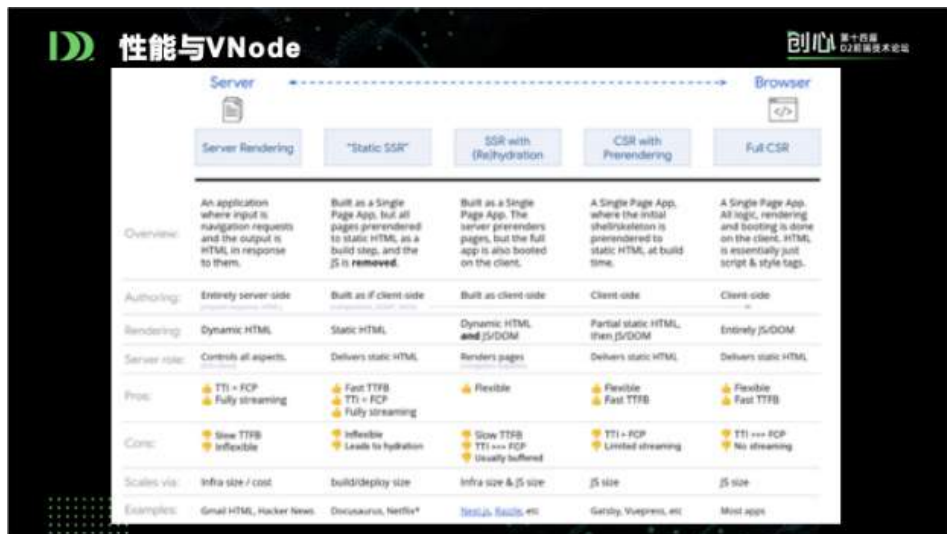 性能与VNode
创心 第十四届
D2前端技术论坛
Server Browser
Server Rendering "Static SSR" SSR with (Re)hydration CSR with Prerendering Full CSR
Overview:
An application
where input is
navigation requests
and the output is
HTML in response
to them.
Built as a Single
Page App, but all
pages prerendered
to static HTML as a
build step, and the
JS is removed.
Built as a Single
Page App. The
server prerenders
pages, but the full
app is also booted
on the client.
A Single Page App,
where the initial
shell/skeleton is
prerendered to
static HTML at build
time.
A Single Page App.
All logic, rendering
and booting is done
on the client. HTML
is essentially just
script & style tags.
Authoring: Entirely server-side Built as if client-side Built as client-side Client-side Client-side
Rendering: Dynamic HTML Static HTML Dynamic HTML and JS/DOM Partial static HTML, then JS/DOM Entirely JS/DOM
Server role: Controls all aspects. Delivers static HTML Renders pages Delivers static HTML Delivers static HTML
Pros:
👍 TTI = FCP
👍 Fully streaming
👍 Fast TTFB
👍 TTI = FCP
👍 Fully streaming
👍 Flexible
👍 Flexible
👍 Fast TTFB
👍 Flexible
👍 Fast TTFB
Cons:
👎 Slow TTFB
👎 Inflexible
👎 Inflexible
👎 Leads to hydration
👎 Slow TTFB
👎 TTI >>> FCP
👎 Usually buffered
👎 TTI > FCP
👎 Limited streaming
👎 TTI >>> FCP
👎 No streaming
Scales via: Infra size / cost build/deploy size Infra size & JS size JS size JS size
Examples: Gmail HTML, Hacker News Docusaurus, Netflix* Next.js, Razzle, etc Gatsby, Vuepress, etc Most apps